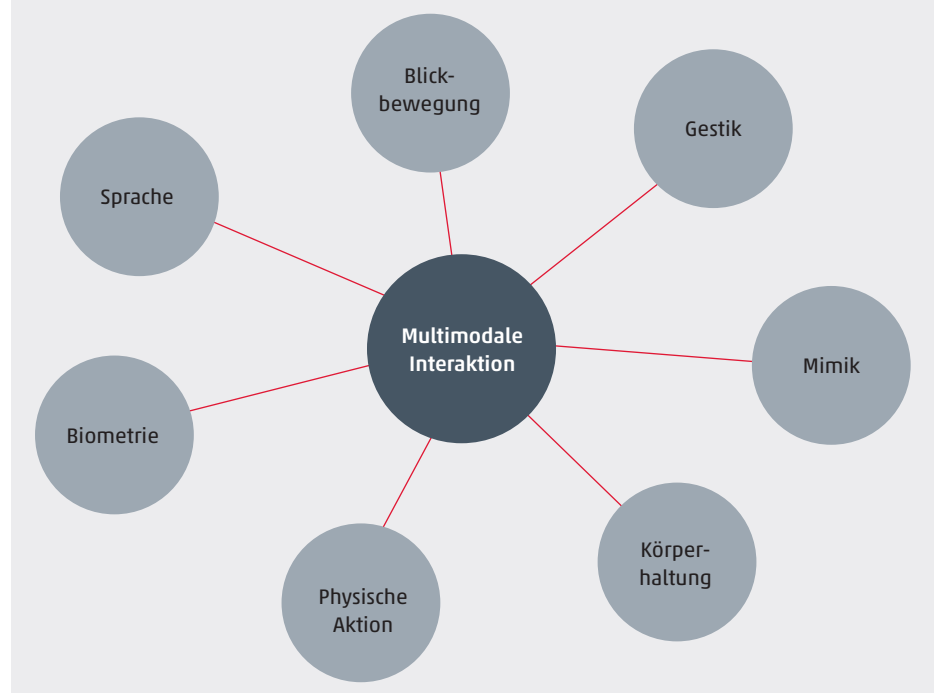 Blick-
bewegung
Gestik
Sprache
Multimodale
Interaktion
Mimik
Biometrie
Körper-
haltung
Physische
Aktion